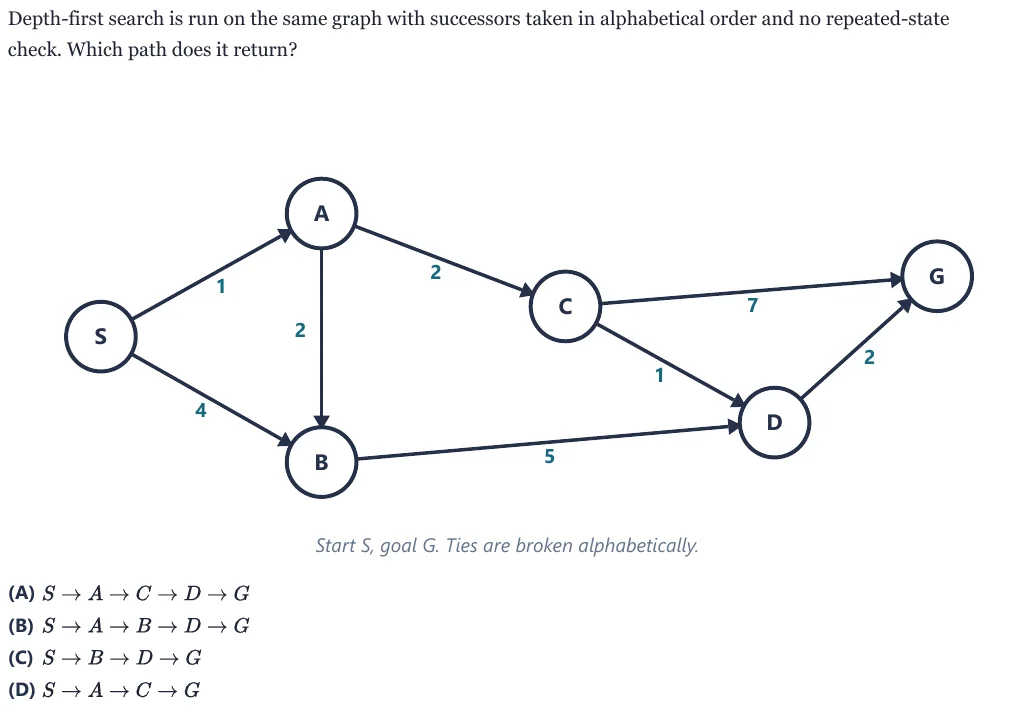 Depth-first search is run on the same graph with successors taken in alphabetical order and no repeated-state
check. Which path does it return?
A
G
2
C
1
7
S
2
2
1
4
D
B
5
Start S, goal G. Ties are broken alphabetically.
(A) S → A → C → D → G
(B) S → A → B → D → G
(C) S → B → D → G
(D) S → A → C → G